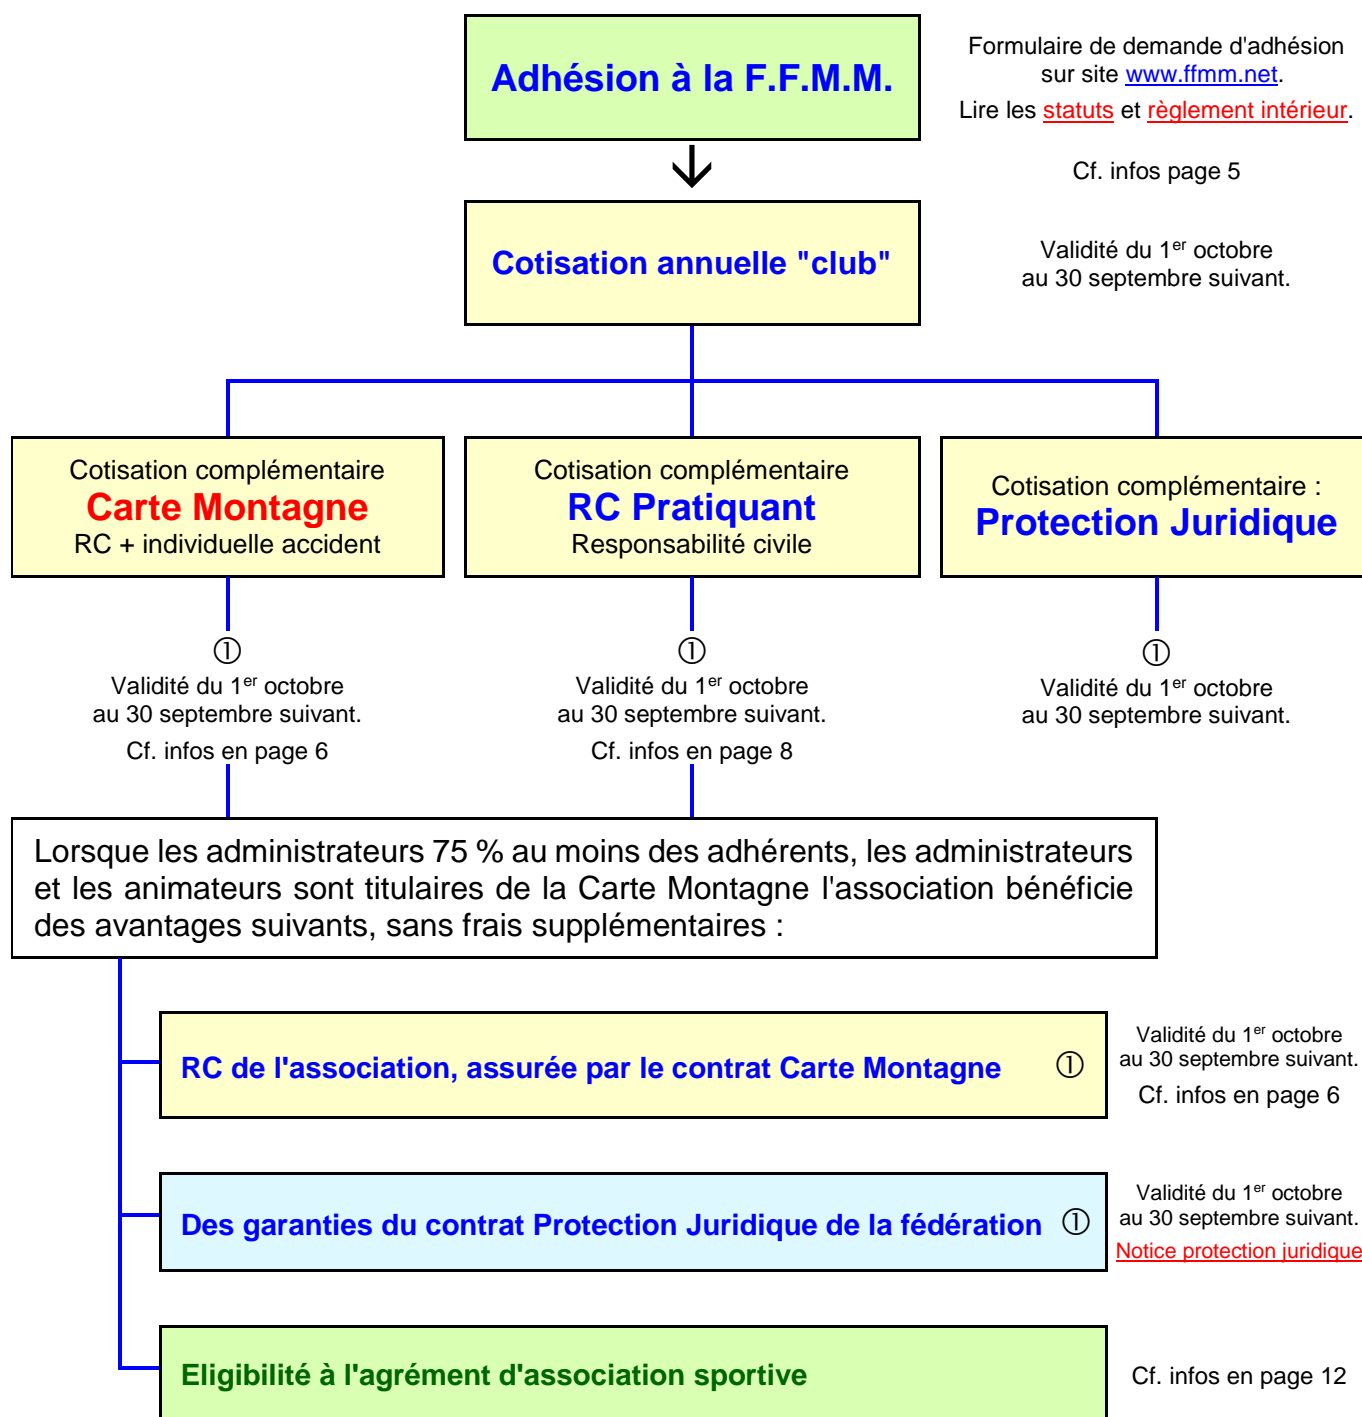 Adhésion à la F.F.M.M.
Formulaire de demande d'adhésion
sur site www.ffmm.net.
Lire les statuts et règlement intérieur.
Cf. infos page 5
Cotisation annuelle "club"
Validité du 1er octobre
au 30 septembre suivant.
Cotisation complémentaire
Carte Montagne
RC + individuelle accident
Cotisation complémentaire
RC Pratiquant
Responsabilité civile
Cotisation complémentaire :
Protection Juridique
①
Validité du 1er octobre
au 30 septembre suivant.
Cf. infos en page 6
①
Validité du 1er octobre
au 30 septembre suivant.
Cf. infos en page 8
①
Validité du 1er octobre
au 30 septembre suivant.
Lorsque les administrateurs 75 % au moins des adhérents, les administrateurs
et les animateurs sont titulaires de la Carte Montagne l'association bénéficie
des avantages suivants, sans frais supplémentaires :
RC de l'association, assurée par le contrat Carte Montagne ①
Validité du 1er octobre
au 30 septembre suivant.
Cf. infos en page 6
Des garanties du contrat Protection Juridique de la fédération ①
Validité du 1er octobre
au 30 septembre suivant.
Notice protection juridique
Eligibilité à l'agrément d'association sportive
Cf. infos en page 12